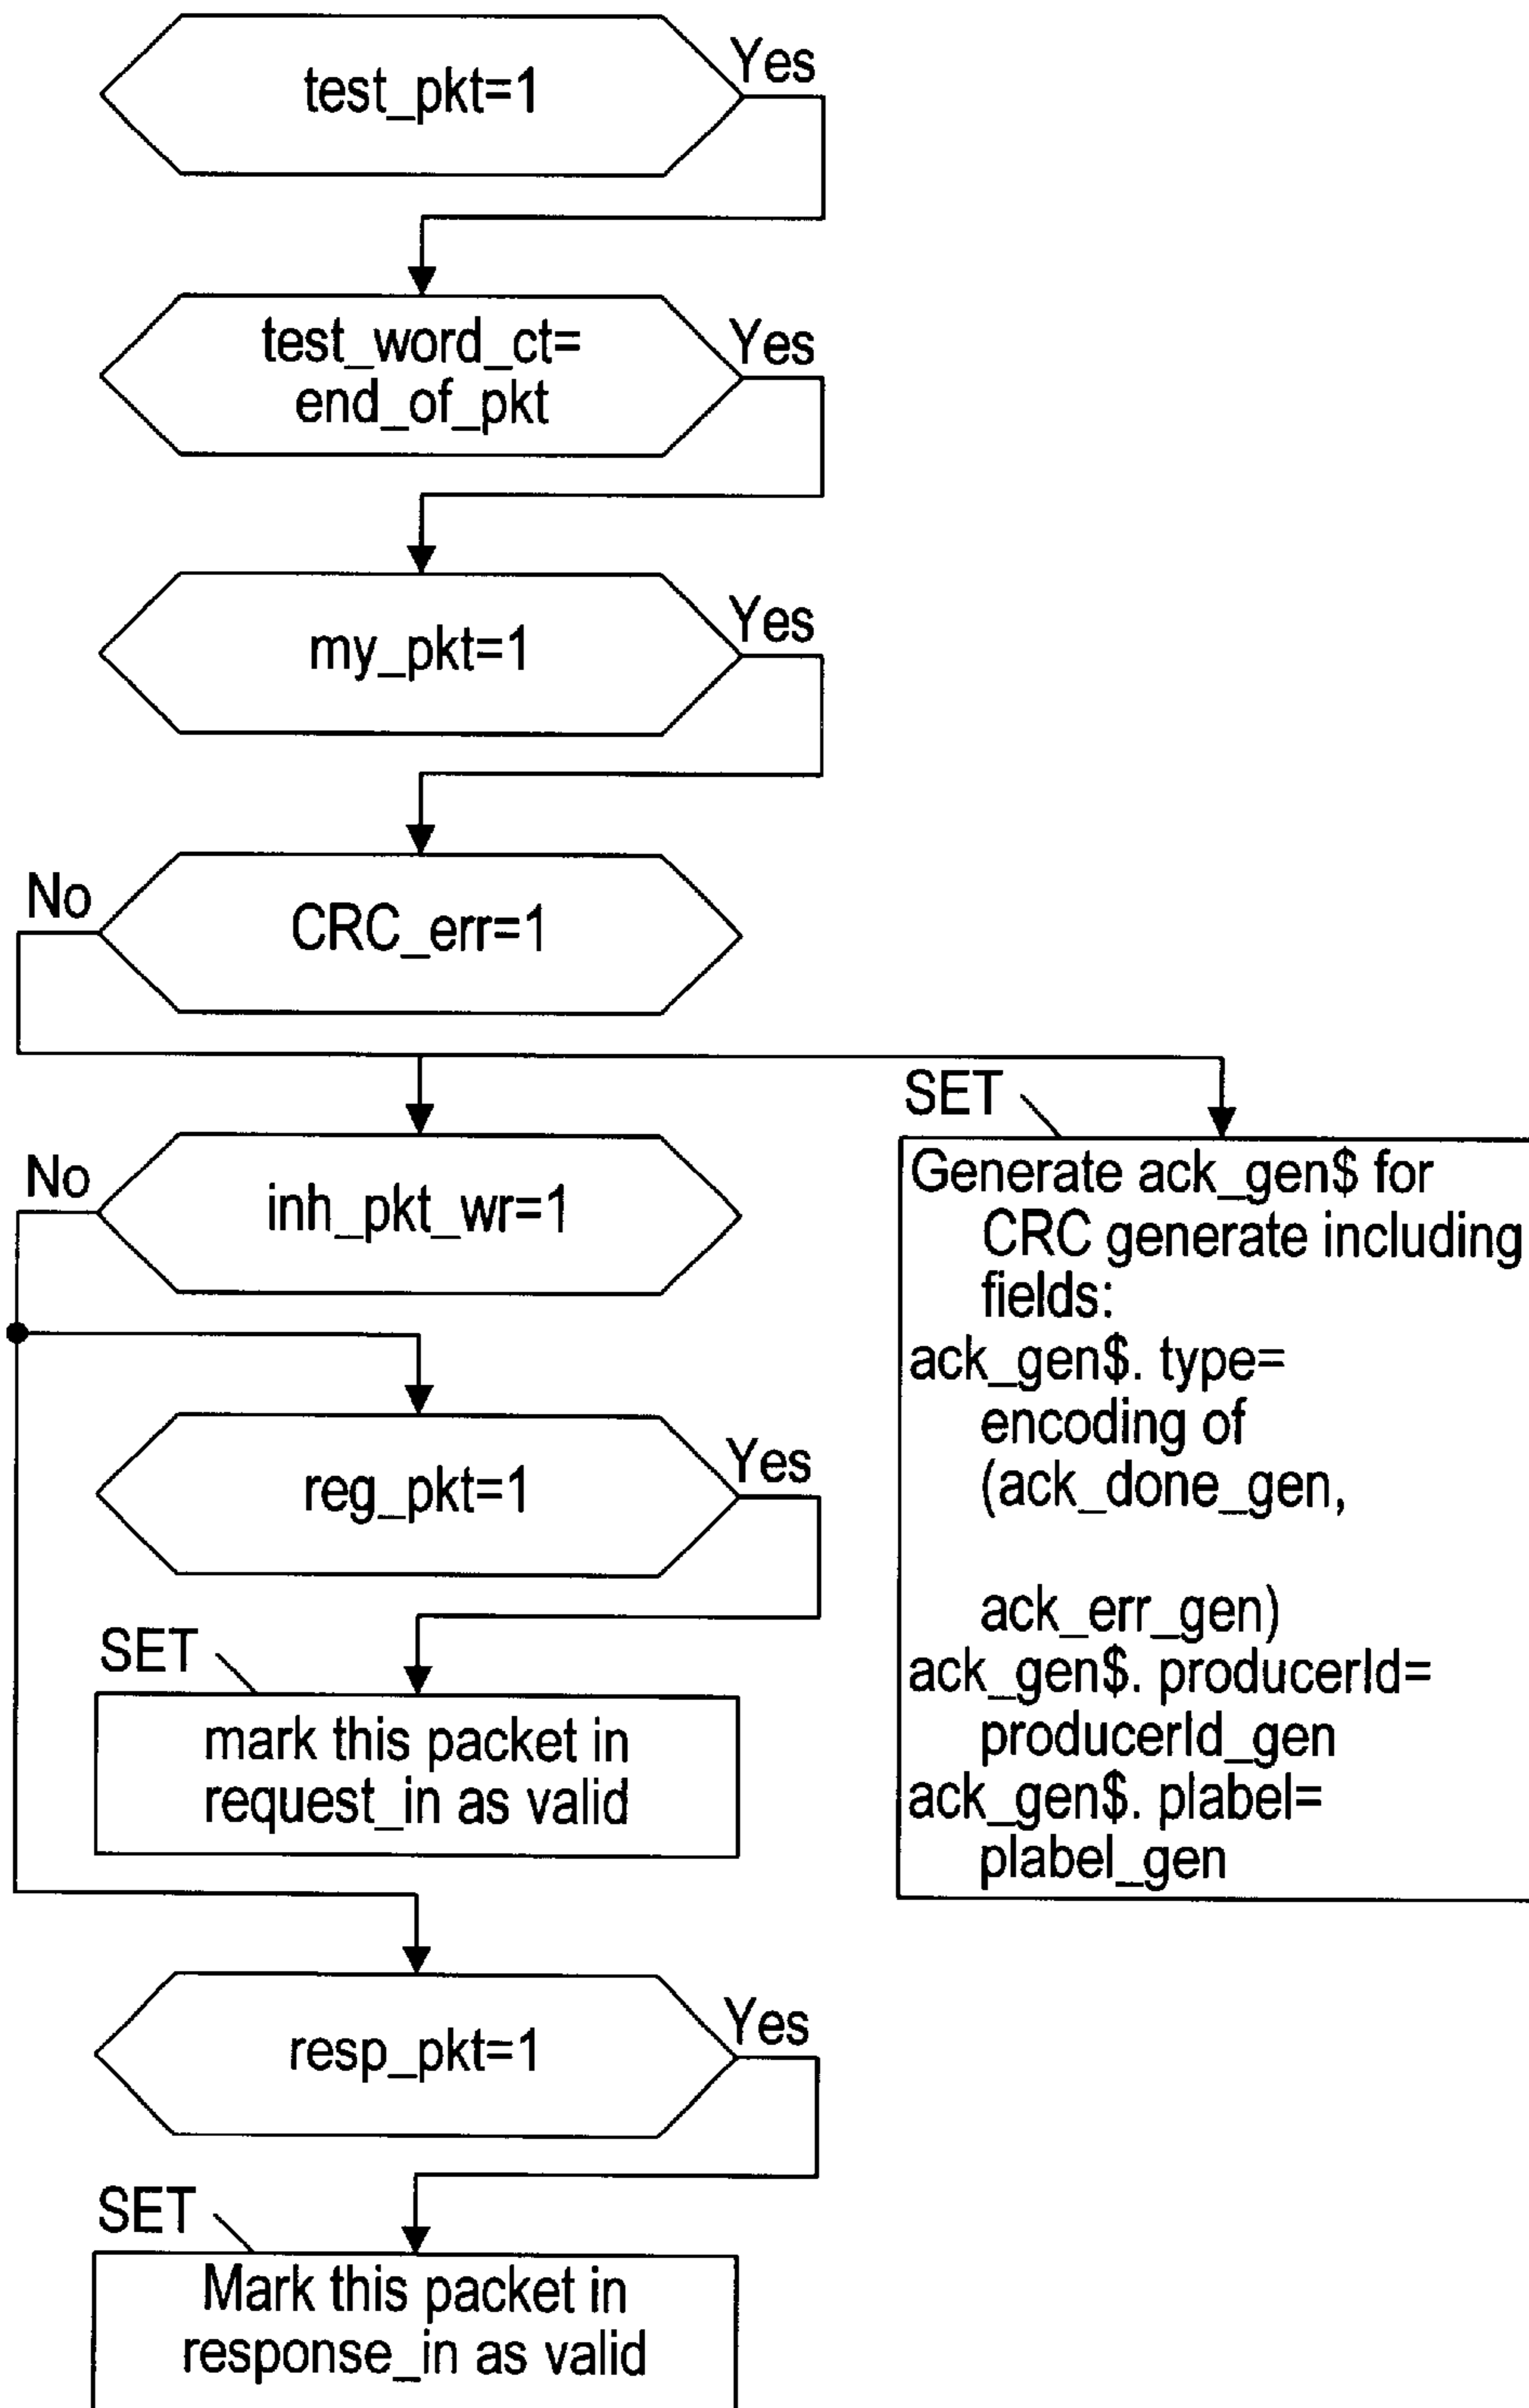 test_pkt=1
Yes
test_word_ct=
end_of_pkt
Yes
my_pkt=1
Yes
CRC_err=1
No
inh_pkt_wr=1
No
reg_pkt=1
Yes
SET
mark this packet in
request_in as valid
resp_pkt=1
Yes
SET
Mark this packet in
response_in as valid
SET
Generate ack_gen$ for
CRC generate including
fields:
ack_gen$. type=
encoding of
(ack_done_gen,
ack_err_gen)
ack_gen$. producerId=
producerId_gen
ack_gen$. plabel=
plabel_gen